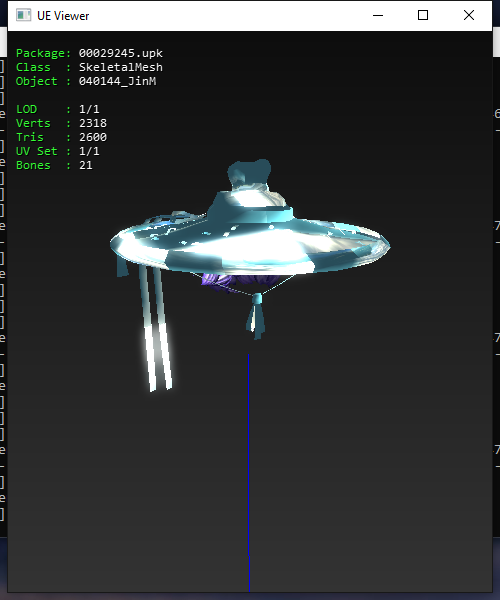 UE Viewer
Package: 00029245.upk
Class : SkeletalMesh
Object : 040144_JinM
LOD : 1/1
Verts : 2318
Tris : 2600
UV Set : 1/1
Bones : 21